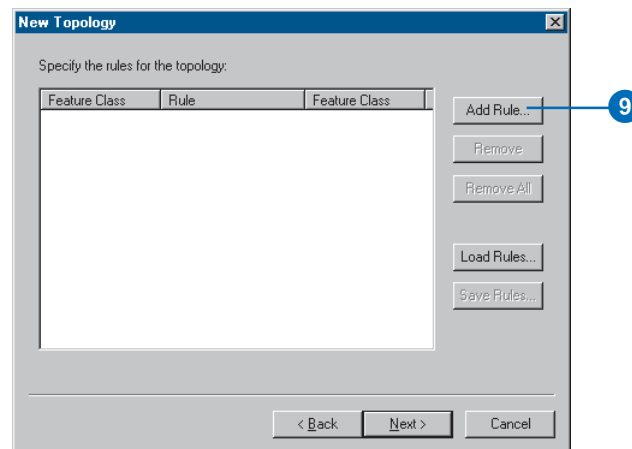 New Topology
Specify the rules for the topology:
Feature Class Rule Feature Class
Add Rule...
9
Remove
Remove All
Load Rules...
Save Rules...
< Back Next > Cancel